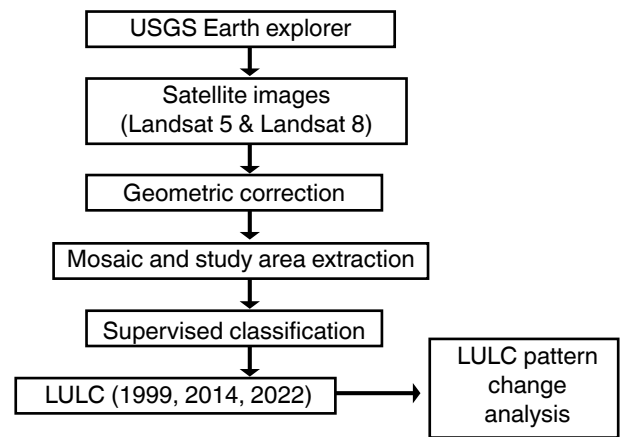 USGS Earth explorer
Satellite images
(Landsat 5 & Landsat 8)
Geometric correction
Mosaic and study area extraction
Supervised classification
LULC (1999, 2014, 2022)
LULC pattern
change
analysis